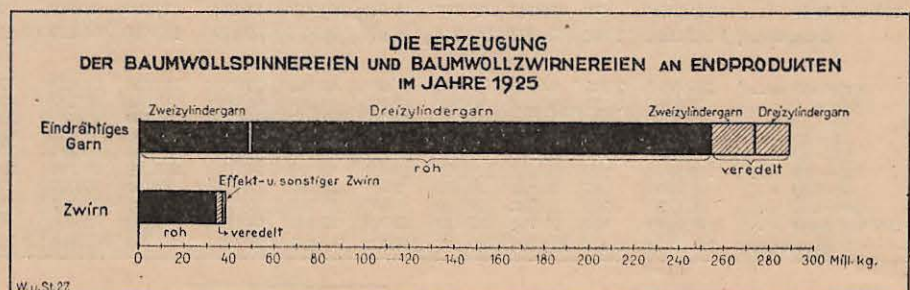 DIE ERZEUGUNG
DER BAUMWOLLSPINNEREIEN UND BAUMWOLLZWIRNEREIEN AN ENDPRODUKTEN
IM JAHRE 1925
Zweizylindergarn Dreizylindergarn Zweizylindergarn Dreizylindergarn
Eindrähtiges
Garn
roh veredelt
Effekt-u. sonstiger Zwirn
Zwirn
roh veredelt
0 20 40 60 80 100 120 140 160 180 200 220 240 260 280 300 Mill. kg.
W.u.St.27